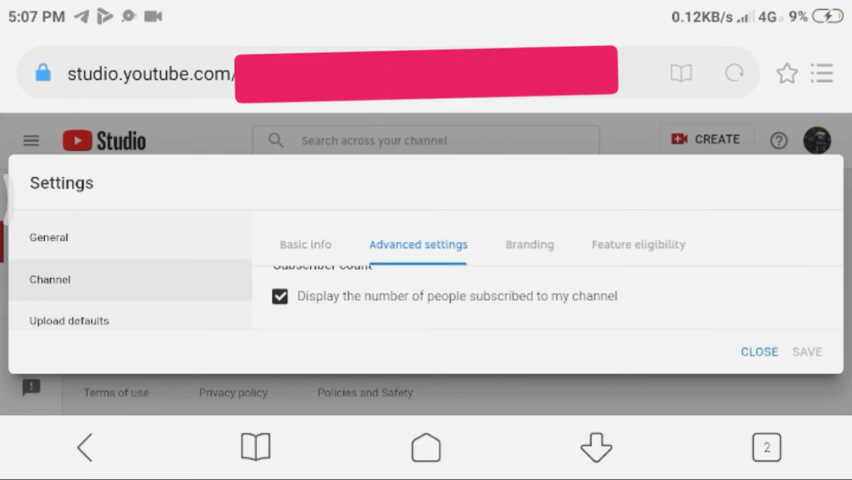 5:07 PM
0.12KB/s 4G 9%
studio.youtube.com/
Studio
Search across your channel
CREATE
Settings
General
Channel
Upload defaults
Basic info
Advanced settings
Branding
Feature eligibility
Subscriber count
Display the number of people subscribed to my channel
CLOSE
SAVE
Terms of use
Privacy policy
Policies and Safety
2